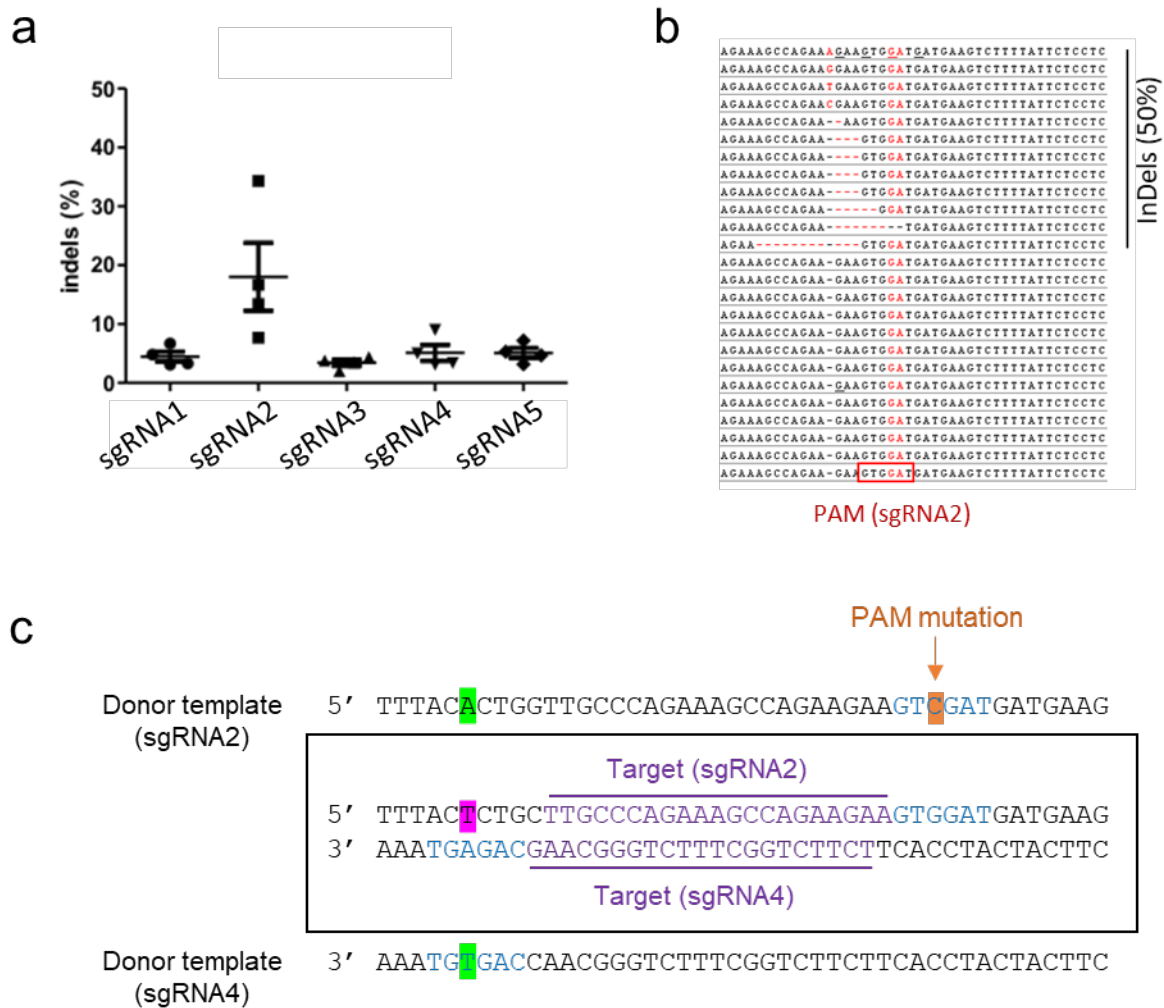 a
50
40
30
20
10
0
indels (%)
sgRNA1
sgRNA2
sgRNA3
sgRNA4
sgRNA5
b
AGAAAGCCAGAAAGAAGTGGATGATGAAGTCTTTTATTCTCCTC
AGAAAGCCAGAAGGAAGTGGATGATGAAGTCTTTTATTCTCCTC
AGAAAGCCAGAATGAAGTGGATGATGAAGTCTTTTATTCTCCTC
AGAAAGCCAGAACGAAGTGGATGATGAAGTCTTTTATTCTCCTC
AGAAAGCCAGAA--AAGTGGATGATGAAGTCTTTTATTCTCCTC
AGAAAGCCAGAA----GTGGATGATGAAGTCTTTTATTCTCCTC
AGAAAGCCAGAA----GTGGATGATGAAGTCTTTTATTCTCCTC
AGAAAGCCAGAA----GTGGATGATGAAGTCTTTTATTCTCCTC
AGAAAGCCAGAA----GTGGATGATGAAGTCTTTTATTCTCCTC
AGAAAGCCAGAA------GGATGATGAAGTCTTTTATTCTCCTC
AGAAAGCCAGAA---------TGATGAAGTCTTTTATTCTCCTC
AGAA------------GTGGATGATGAAGTCTTTTATTCTCCTC
AGAAAGCCAGAA-GAAGTGGATGATGAAGTCTTTTATTCTCCTC
AGAAAGCCAGAA-GAAGTGGATGATGAAGTCTTTTATTCTCCTC
AGAAAGCCAGAA-GAAGTGGATGATGAAGTCTTTTATTCTCCTC
AGAAAGCCAGAA-GAAGTGGATGATGAAGTCTTTTATTCTCCTC
AGAAAGCCAGAA-GAAGTGGATGATGAAGTCTTTTATTCTCCTC
AGAAAGCCAGAA-GAAGTGGATGATGAAGTCTTTTATTCTCCTC
AGAAAGCCAGAA-GAAGTGGATGATGAAGTCTTTTATTCTCCTC
AGAAAGCCAGAA-GAAGTGGATGATGAAGTCTTTTATTCTCCTC
AGAAAGCCAGAA-GAAGTGGATGATGAAGTCTTTTATTCTCCTC
AGAAAGCCAGAA-GAAGTGGATGATGAAGTCTTTTATTCTCCTC
AGAAAGCCAGAA-GAAGTGGATGATGAAGTCTTTTATTCTCCTC
AGAAAGCCAGAA-GAAGTGGATGATGAAGTCTTTTATTCTCCTC
AGAAAGCCAGAA-GAAGTGGATGATGAAGTCTTTTATTCTCCTC
InDels (50%)
PAM (sgRNA2)
c
PAM mutation
Donor template
(sgRNA2)
5′ TTTACACTGGTTGCCCAGAAAGCCAGAAGAAGTCGATGATGAAG
Target (sgRNA2)
5′ TTTACTCTGCTTGCCCAGAAAGCCAGAAGAAGTGGATGATGAAG
3′ AAATGAGACGAACGGGTCTTTCGGTCTTCTTCACCTACTACTTC
Target (sgRNA4)
Donor template
(sgRNA4)
3′ AAATGTGACCAACGGGTCTTTCGGTCTTCTTCACCTACTACTTC